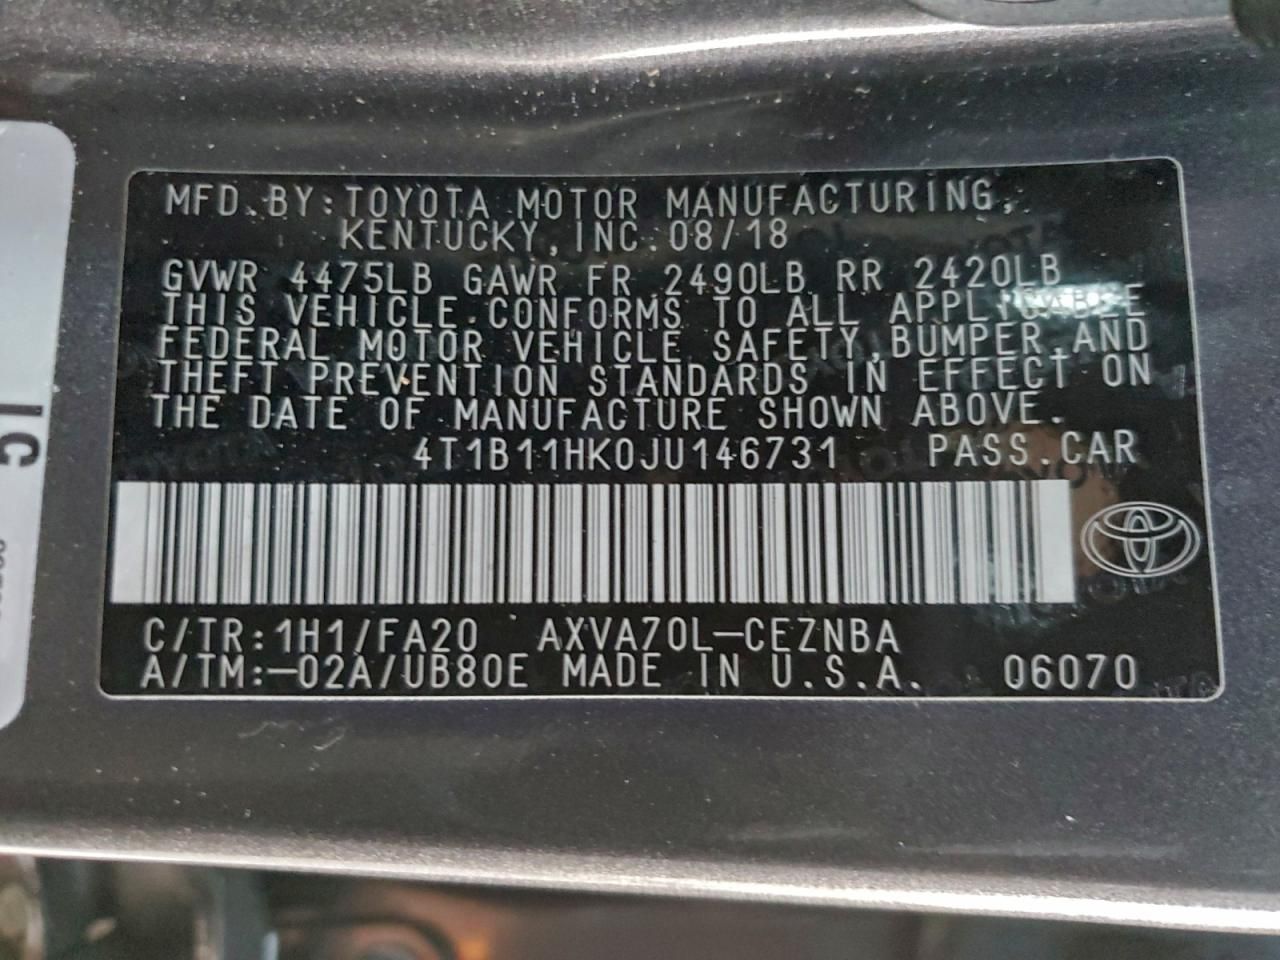 MFD.BY:TOYOTA MOTOR MANUFACTURING,
KENTUCKY,INC.08/18
GVWR 4475LB GAWR FR 2490LB RR 2420LB
THIS VEHICLE CONFORMS TO ALL APPLICABLE
FEDERAL MOTOR VEHICLE SAFETY,BUMPER,AND
THEFT PREVENTION STANDARDS IN EFFECT ON
THE DATE OF MANUFACTURE SHOWN ABOVE.
4T1B11HK0JU146731 PASS.CAR
C/TR:1H1/FA20 AXVA70L-CEZNBA
A/TM:-02A/UB80E MADE IN U.S.A. 06070